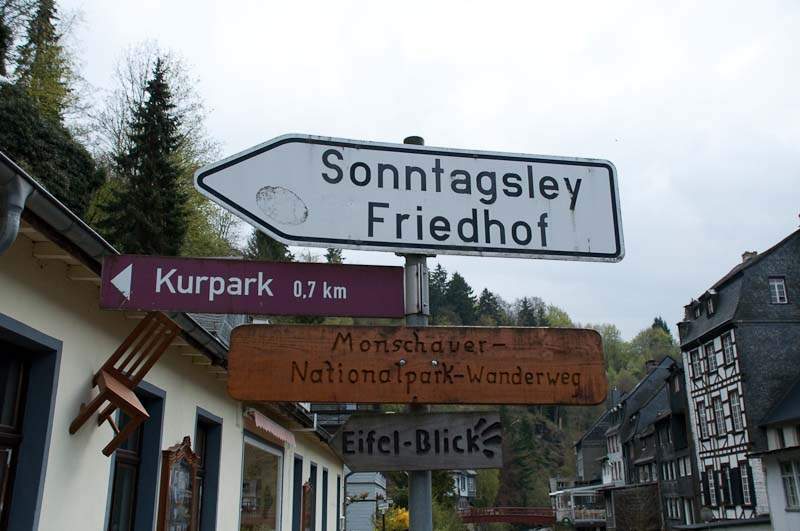 Sonntagsley
Friedhof
Kurpark 0,7 km
Monschauer-
Nationalpark-Wanderweg
Eifel-Blick